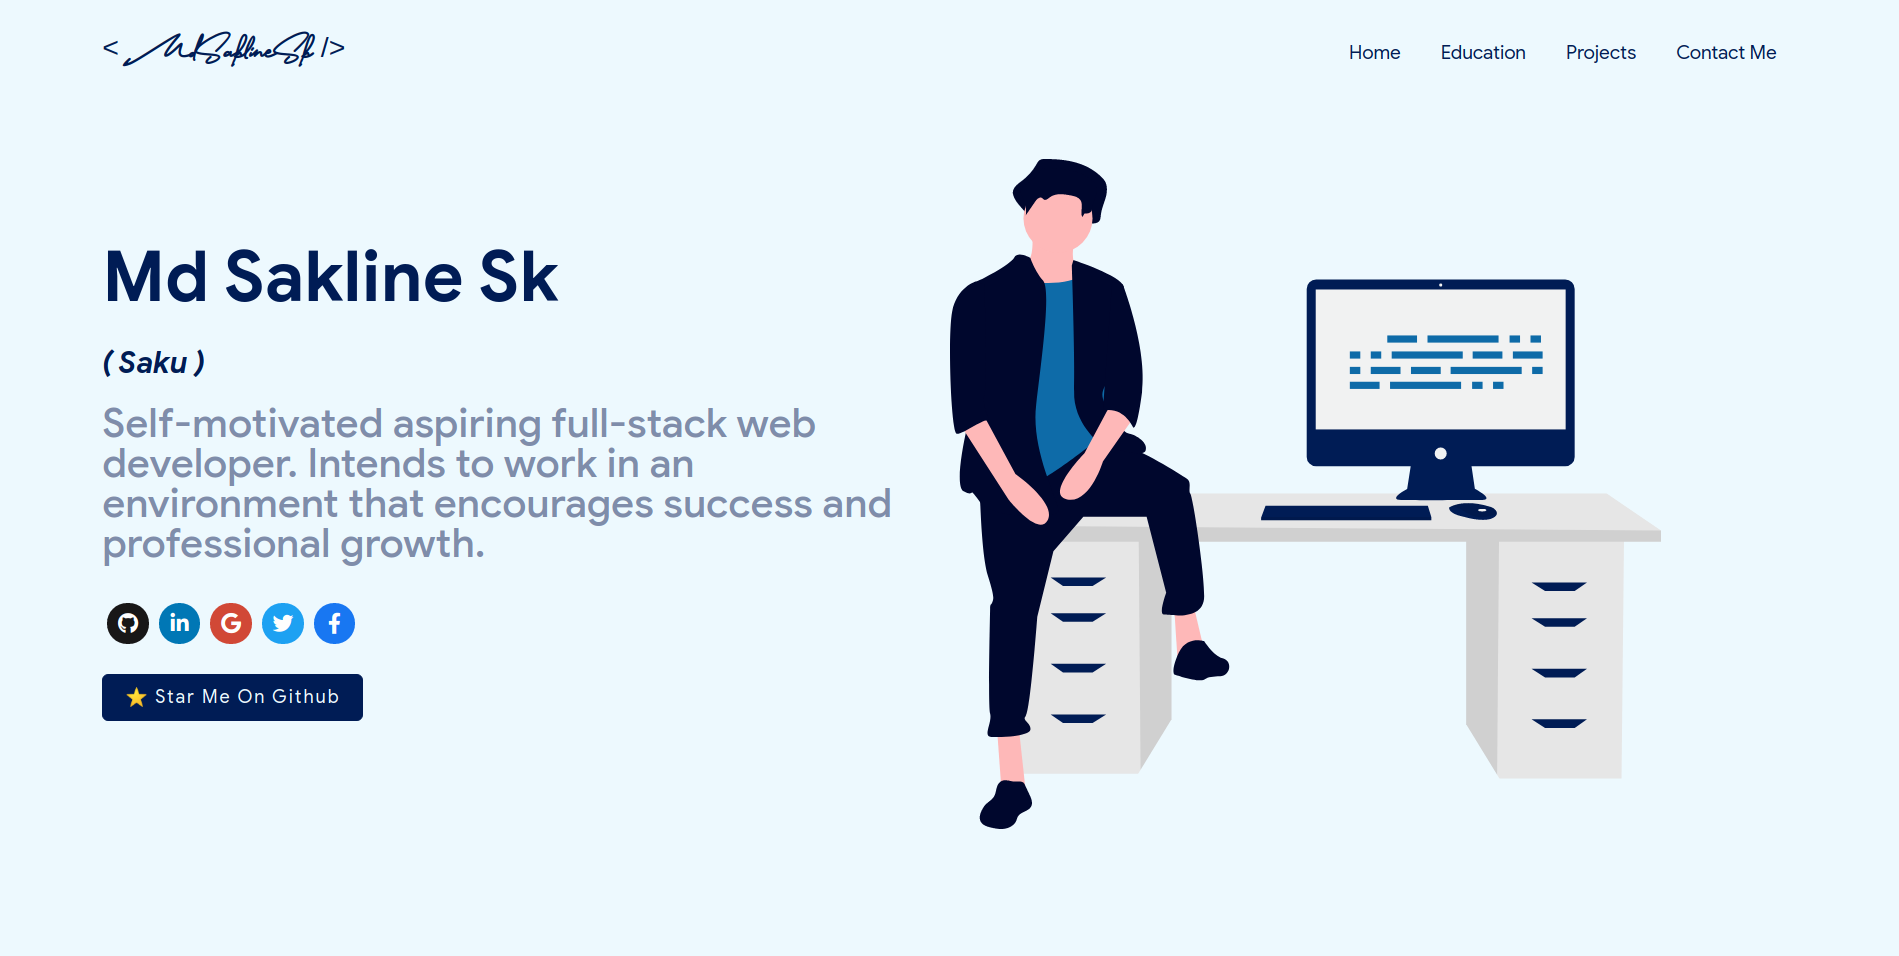 < MdSaklineSk />
Home Education Projects Contact Me
Md Sakline Sk
( Saku )
Self-motivated aspiring full-stack web
developer. Intends to work in an
environment that encourages success and
professional growth.
⭐ Star Me On Github